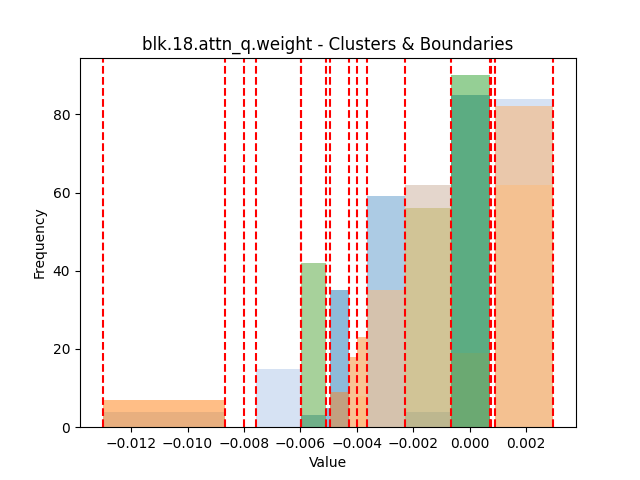 blk.18.attn_q.weight - Clusters & Boundaries
80
60
40
20
0
Frequency
−0.012 −0.010 −0.008 −0.006 −0.004 −0.002 0.000 0.002
Value